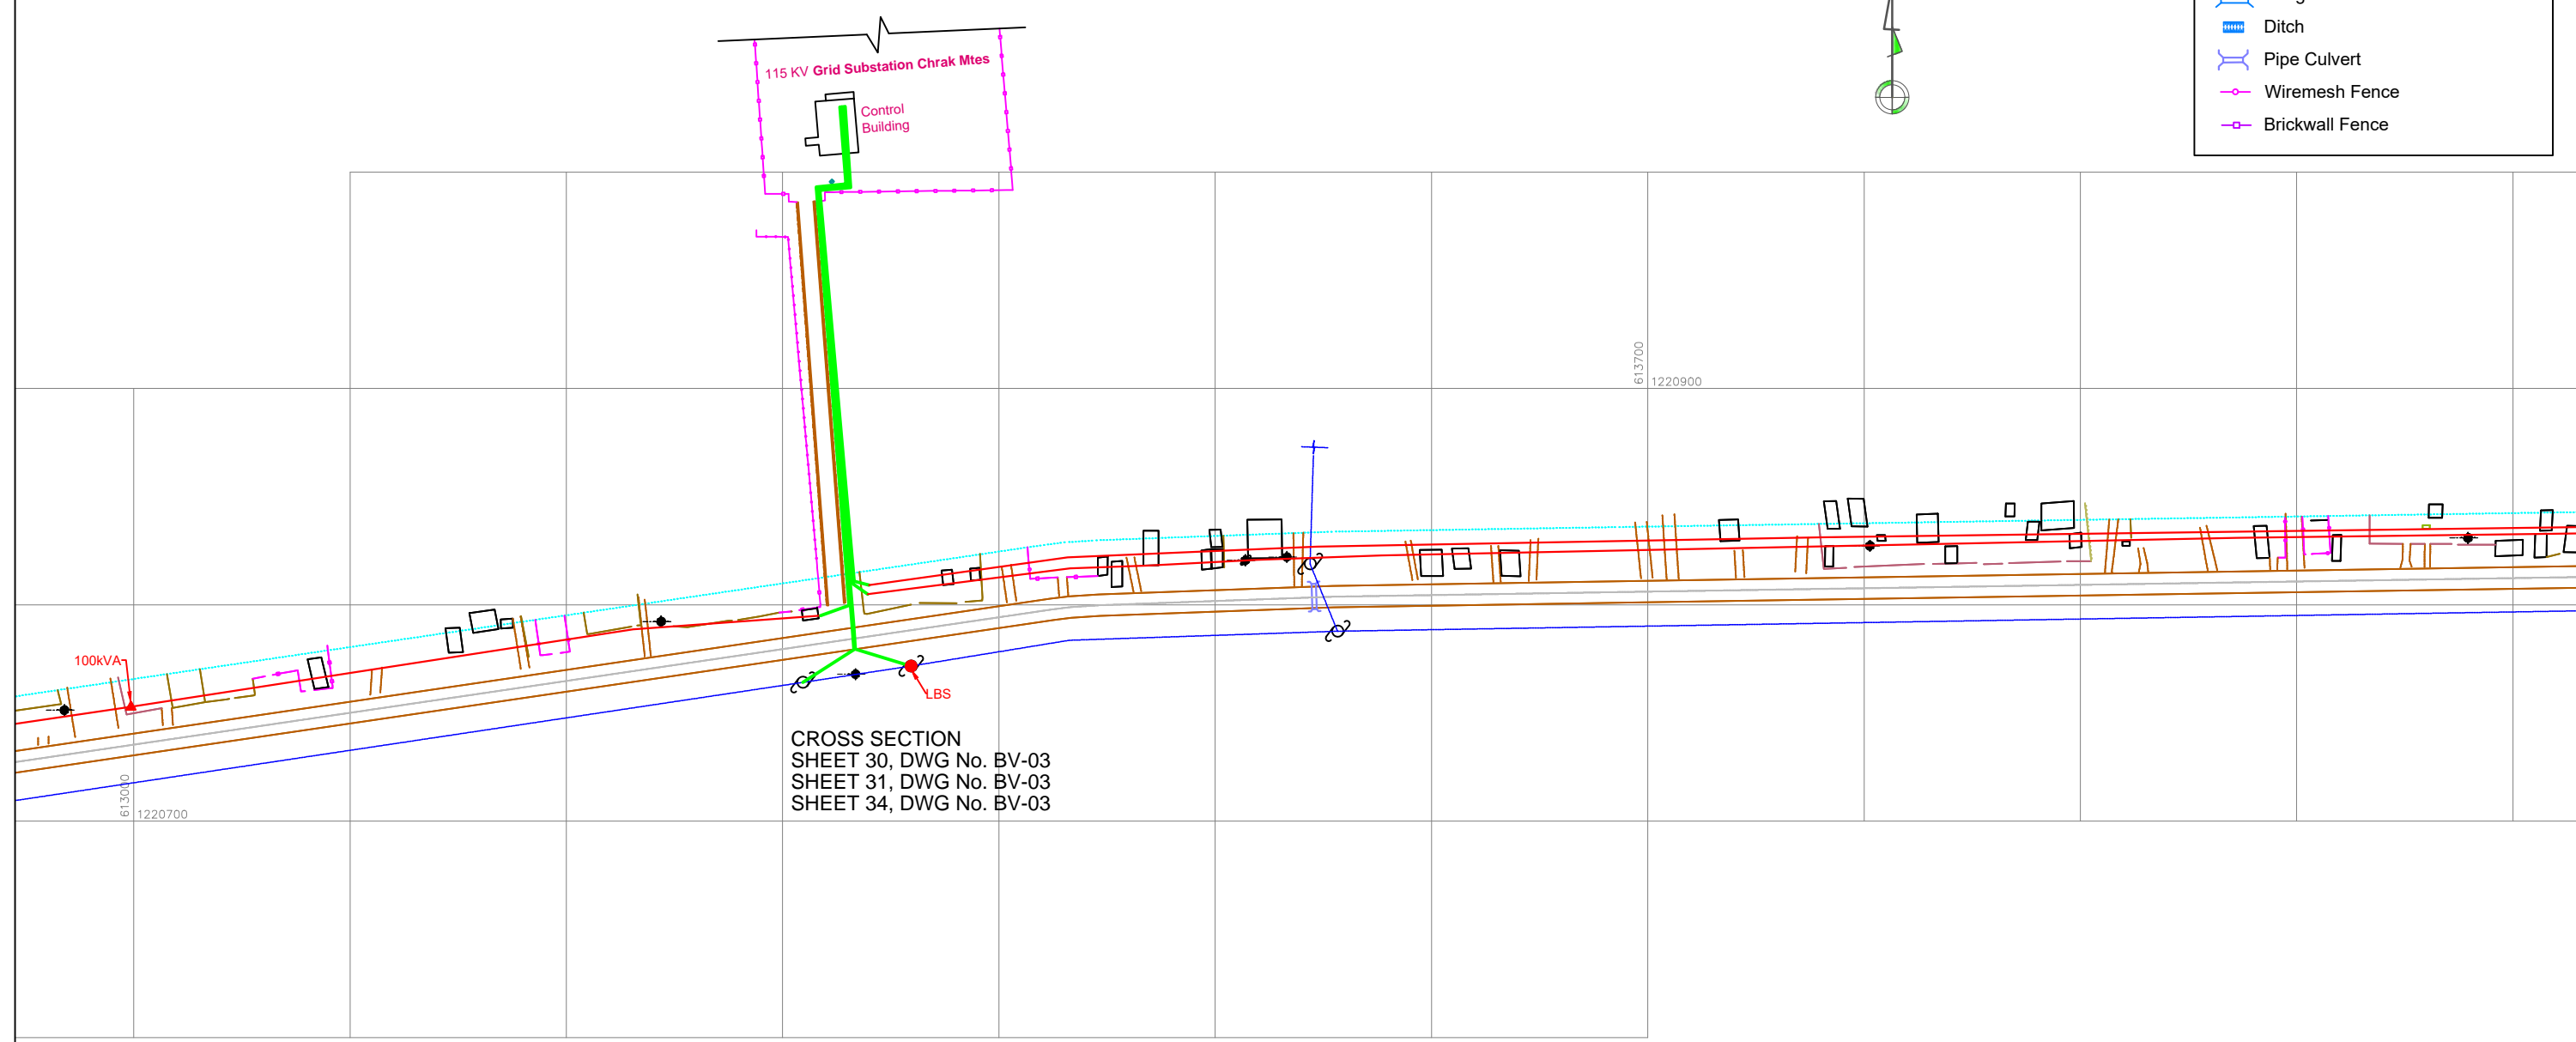 115 KV Grid Substation Chrak Mtes
Control
Building
Ditch
Pipe Culvert
Wiremesh Fence
Brickwall Fence
613700
1220900
100kVA
LBS
CROSS SECTION
SHEET 30, DWG No. BV-03
SHEET 31, DWG No. BV-03
SHEET 34, DWG No. BV-03
613000
1220700